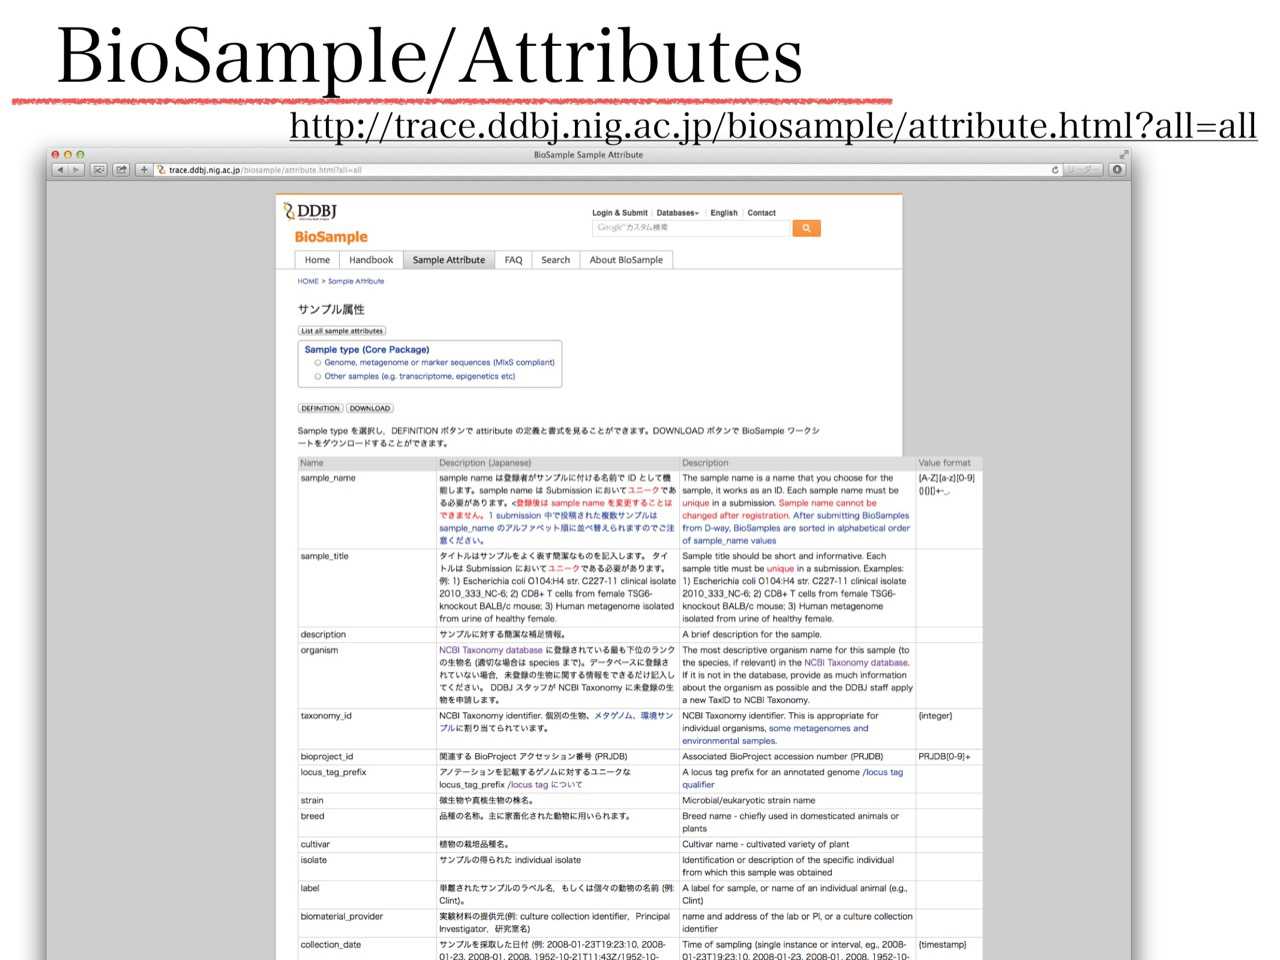 BioSample/Attributes
http://trace.ddbj.nig.ac.jp/biosample/attribute.html?all=all
BioSample Sample Attribute
trace.ddbj.nig.ac.jp/biosample/attribute.html?all=all
リーダー
DDBJ
Login & Submit Databases English Contact
BioSample
Google™カスタム検索
Home Handbook Sample Attribute FAQ Search About BioSample
HOME > Sample Attribute
サンプル属性
List all sample attributes
Sample type (Core Package)
Genome, metagenome or marker sequences (MIxS compliant)
Other samples (e.g. transcriptome, epigenetics etc)
DEFINITION DOWNLOAD
Sample type を選択し、DEFINITION ボタンで attribute の定義と書式を見ることができます。DOWNLOAD ボタンで BioSample ワークシ
ートをダウンロードすることができます。
Name Description (Japanese) Description Value format
sample_name
sample name は登録者がサンプルに付ける名前で ID として機
能します。sample name は Submission においてユニークであ
る必要があります。<登録後は sample name を変更することは
できません。1 submission 中で投稿された複数サンプルは
sample_name のアルファベット順に並べ替えられますのでご注
意ください。
The sample name is a name that you choose for the
sample, it works as an ID. Each sample name must be
unique in a submission. Sample name cannot be
changed after registration. After submitting BioSamples
from D-way, BioSamples are sorted in alphabetical order
of sample_name values
[A-Z][a-z][0-9]
(){}[]+-_.
sample_title
タイトルはサンプルをよく表す簡潔なものを記入します。 タイ
トルは Submission においてユニークである必要があります。
例: 1) Escherichia coli O104:H4 str. C227-11 clinical isolate
2010_333_NC-6; 2) CD8+ T cells from female TSG6-
knockout BALB/c mouse; 3) Human metagenome isolated
from urine of healthy female.
Sample title should be short and informative. Each
sample title must be unique in a submission. Examples:
1) Escherichia coli O104:H4 str. C227-11 clinical isolate
2010_333_NC-6; 2) CD8+ T cells from female TSG6-
knockout BALB/c mouse; 3) Human metagenome
isolated from urine of healthy female.
description
サンプルに対する簡潔な補足情報。
A brief description for the sample.
organism
NCBI Taxonomy database に登録されている最も下位のランク
の生物名 (適切な場合は species まで)。データベースに登録さ
れていない場合、未登録の生物に関する情報をできるだけ記入し
てください。 DDBJ スタッフが NCBI Taxonomy に未登録の生
物を申請します。
The most descriptive organism name for this sample (to
the species, if relevant) in the NCBI Taxonomy database.
If it is not in the database, provide as much information
about the organism as possible and the DDBJ staff apply
a new TaxID to NCBI Taxonomy.
taxonomy_id
NCBI Taxonomy identifier. 個別の生物、メタゲノム、環境サン
プルに割り当てられています。
NCBI Taxonomy identifier. This is appropriate for
individual organisms, some metagenomes and
environmental samples.
{integer}
bioproject_id
関連する BioProject アクセッション番号 (PRJDB)
Associated BioProject accession number (PRJDB)
PRJDB[0-9]+
locus_tag_prefix
アノテーションを記載するゲノムに対するユニークな
locus_tag_prefix /locus tag について
A locus tag prefix for an annotated genome /locus tag
qualifier
strain
微生物や真核生物の株名。
Microbial/eukaryotic strain name
breed
品種の名称。主に家畜化された動物に用いられます。
Breed name - chiefly used in domesticated animals or
plants
cultivar
植物の栽培品種名。
Cultivar name - cultivated variety of plant
isolate
サンプルの得られた individual isolate
Identification or description of the specific individual
from which this sample was obtained
label
単離されたサンプルのラベル名、もしくは個々の動物の名前 (例:
Clint)。
A label for sample, or name of an individual animal (e.g.,
Clint)
biomaterial_provider
実験材料の提供元(例: culture collection identifier、Principal
Investigator、研究室名)
name and address of the lab or PI, or a culture collection
identifier
collection_date
サンプルを採取した日付 (例: 2008-01-23T19:23:10, 2008-
01-23, 2008-01, 2008, 1952-10-21T11:43Z/1952-10-
Time of sampling (single instance or interval, eg., 2008-
01-23T19:23:10, 2008-01-23, 2008-01, 2008, 1952-10-
{timestamp}